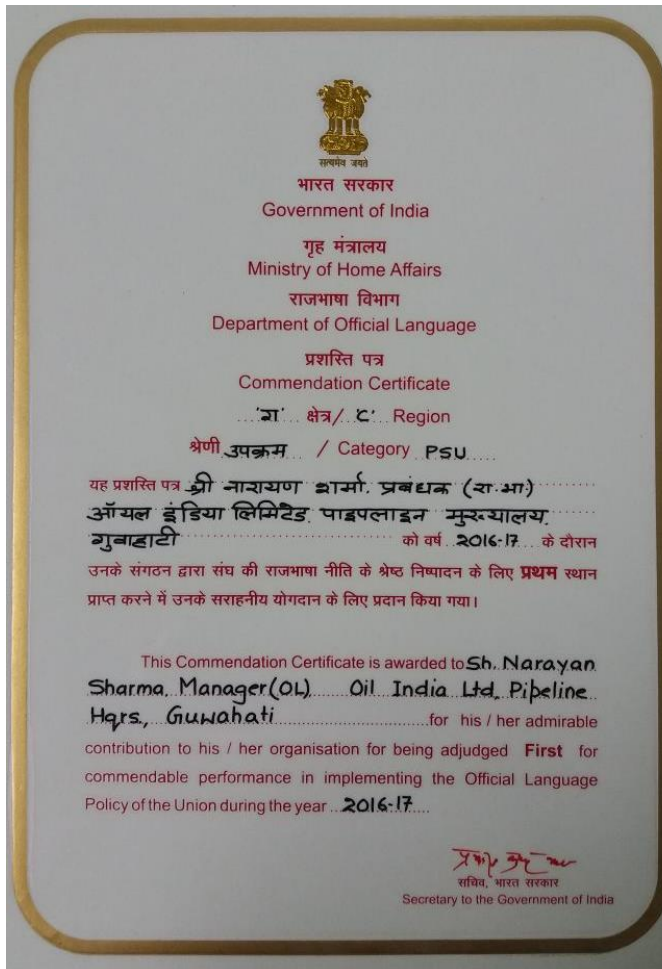 सत्यमेव जयते
भारत सरकार
Government of India
गृह मंत्रालय
Ministry of Home Affairs
राजभाषा विभाग
Department of Official Language
प्रशस्ति पत्र
Commendation Certificate
'ग' क्षेत्र/ 'C' Region
श्रेणी उपक्रम / Category PSU
यह प्रशस्ति पत्र श्री नारायण शर्मा. प्रबंधक (रा.भा.)
ऑयल इंडिया लिमिटेड. पाइपलाइन मुख्यालय.
गुवाहाटी को वर्ष 2016-17 के दौरान
उनके संगठन द्वारा संघ की राजभाषा नीति के श्रेष्ठ निष्पादन के लिए प्रथम स्थान
प्राप्त करने में उनके सराहनीय योगदान के लिए प्रदान किया गया।
This Commendation Certificate is awarded to Sh. Narayan
Sharma, Manager(OL) Oil India Ltd, Pipeline
Hqrs., Guwahati for his / her admirable
contribution to his / her organisation for being adjudged First for
commendable performance in implementing the Official Language
Policy of the Union during the year 2016-17
सचिव, भारत सरकार
Secretary to the Government of India